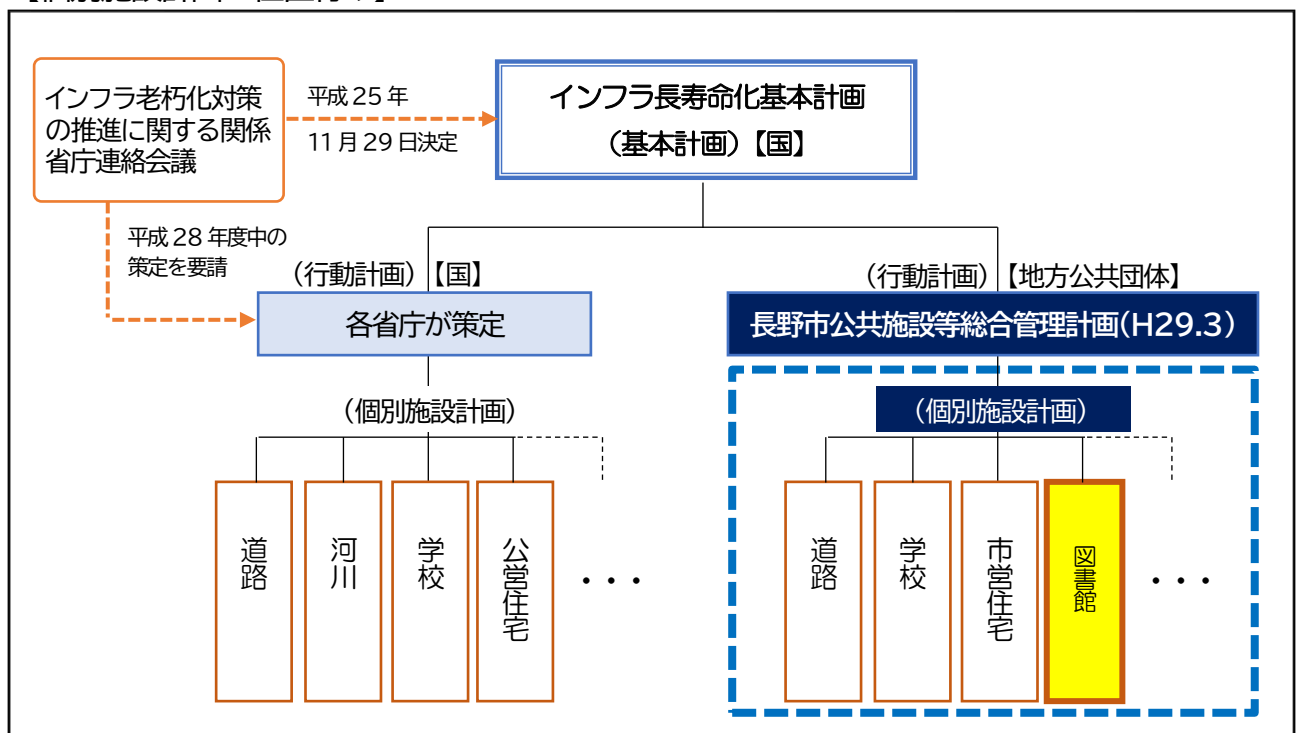 インフラ老朽化対策
の推進に関する関係
省庁連絡会議
平成25年
11月29日決定
インフラ長寿命化基本計画
（基本計画）【国】
平成28年度中の
策定を要請
（行動計画）【国】
各省庁が策定
（行動計画）【地方公共団体】
長野市公共施設等総合管理計画(H29.3)
（個別施設計画）
道路
河川
学校
公営住宅
・・・
（個別施設計画）
道路
学校
市営住宅
図書館
・・・